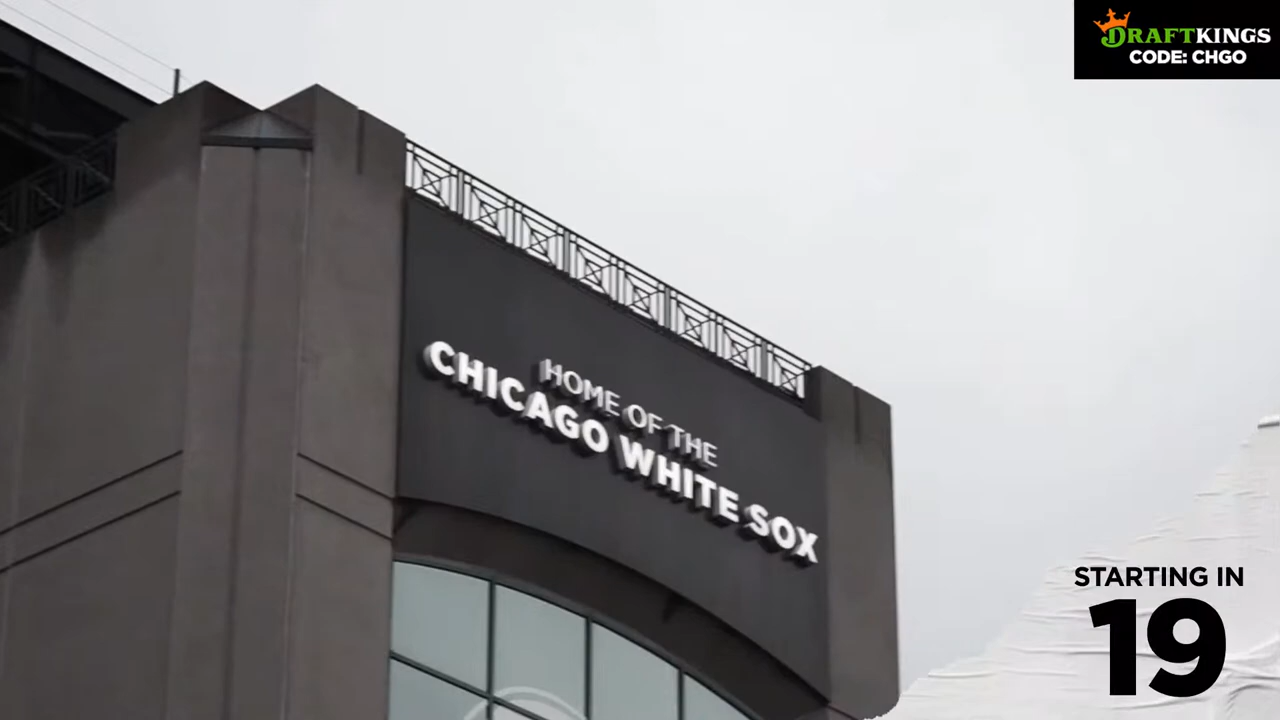 DRAFTKINGS
CODE: CHGO
HOME OF THE
CHICAGO WHITE SOX
STARTING IN
19